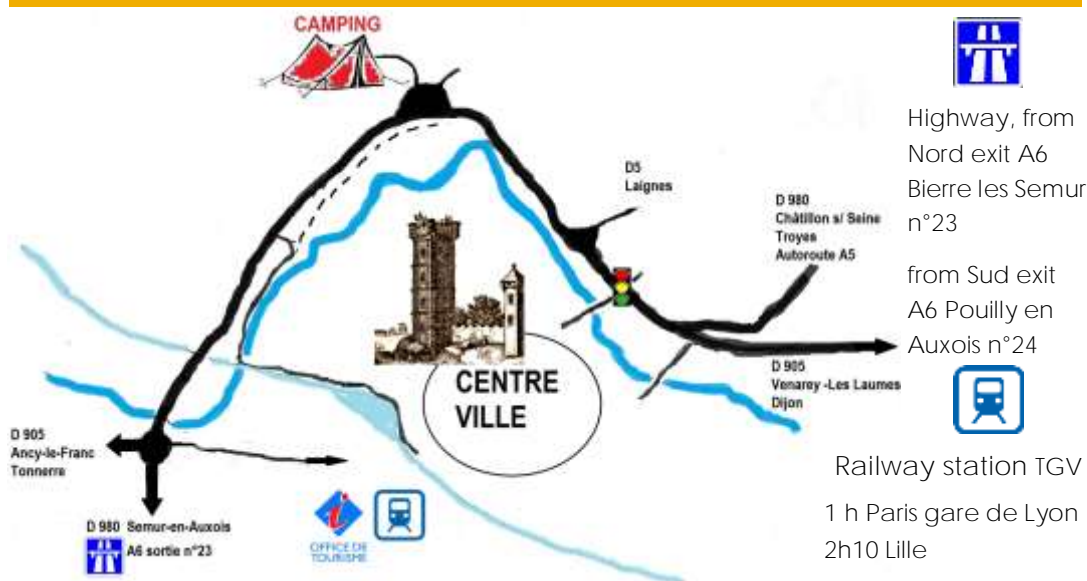 CAMPING
D5
Laignes
D 980
Châtillon s/ Seine
Troyes
Autoroute A5
CENTRE
VILLE
D 905
Venarey -Les Laumes
Dijon
D 905
Ancy-le-Franc
Tonnerre
D 980 Semur-en-Auxois
A6 sortie n°23
OFFICE DE
TOURISME
Highway, from
Nord exit A6
Bierre les Semur
n°23
from Sud exit
A6 Pouilly en
Auxois n°24
Railway station TGV
1 h Paris gare de Lyon
2h10 Lille